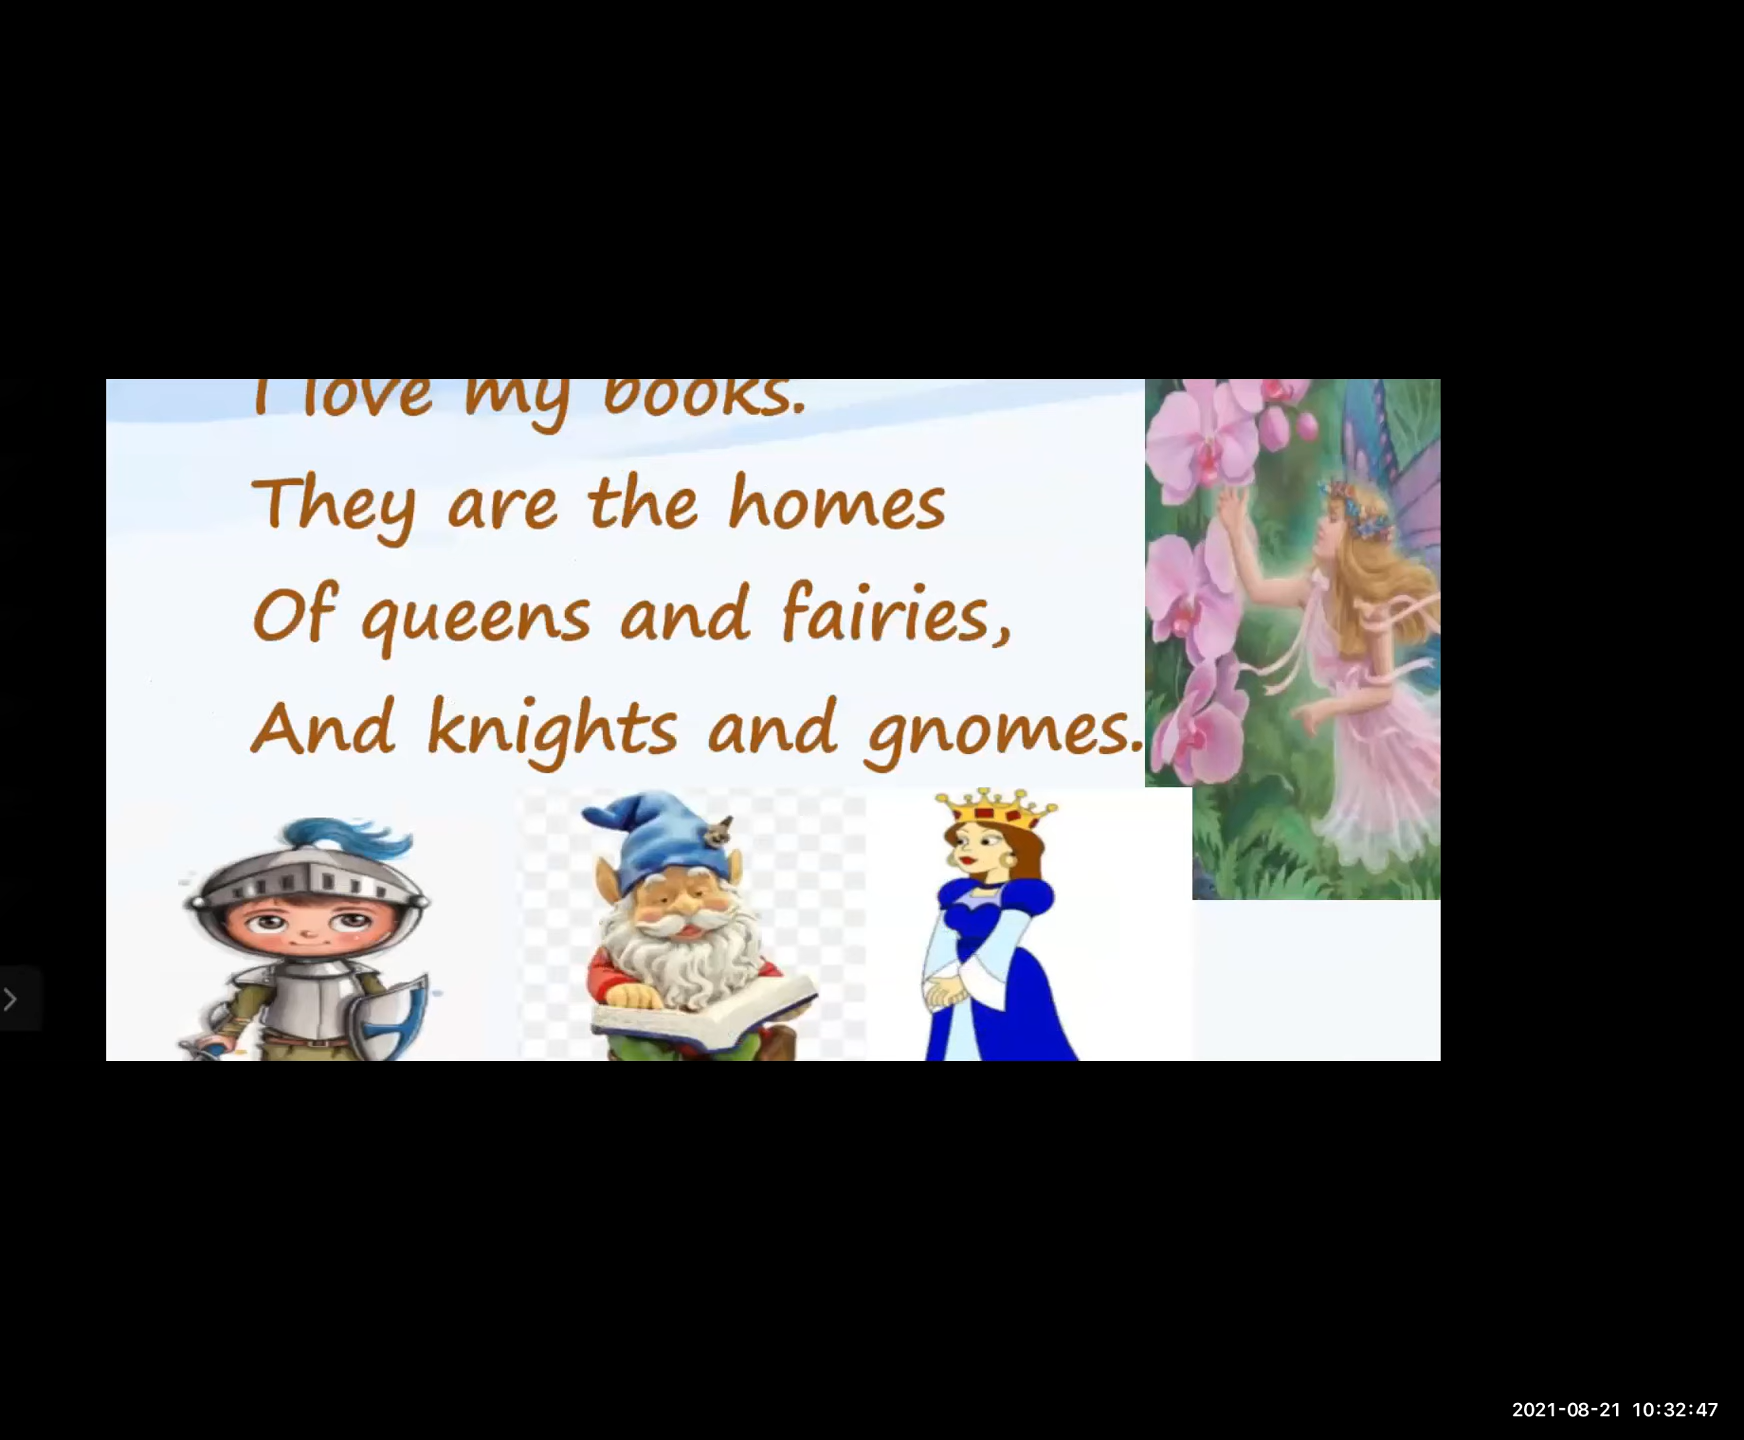 I love my books.
They are the homes
Of queens and fairies,
And knights and gnomes.
2021-08-21 10:32:47